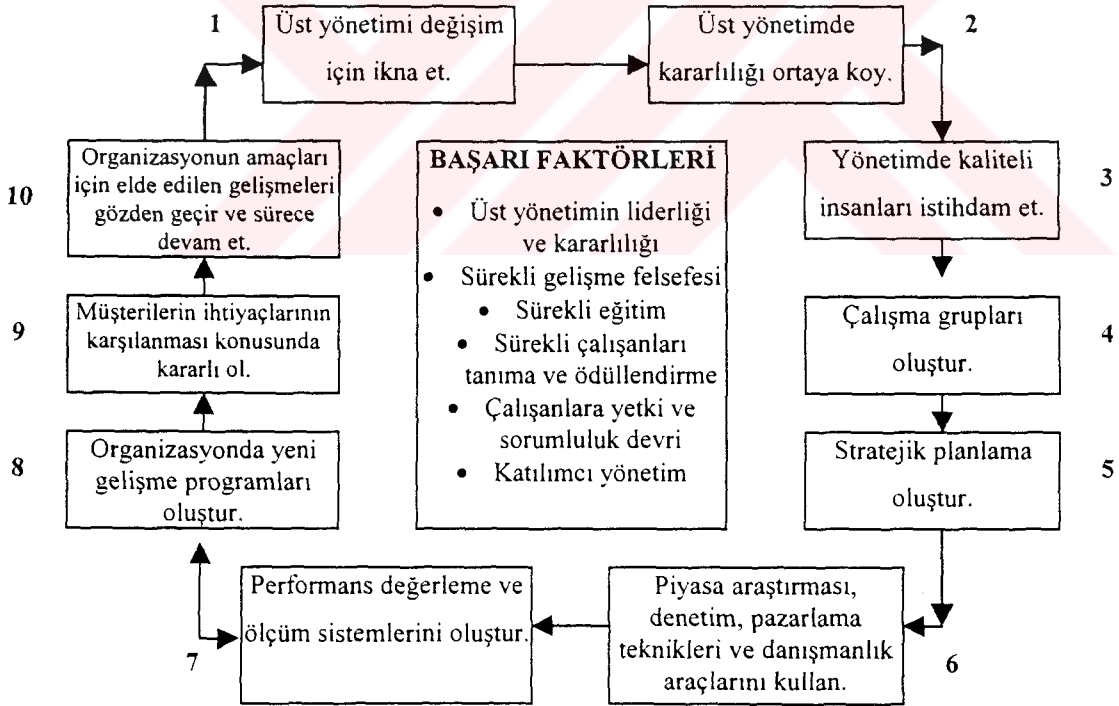 1
Üst yönetimi değişim
için ikna et.
Üst yönetimde
kararlılığı ortaya koy.
2
Yönetimde kaliteli
insanları istihdam et.
3
Çalışma grupları
oluştur.
4
Stratejik planlama
oluştur.
5
Piyasa araştırması,
denetim, pazarlama
teknikleri ve danışmanlık
araçlarını kullan.
6
Performans değerleme ve
ölçüm sistemlerini oluştur.
7
Organizasyonda yeni
gelişme programları
oluştur.
8
Müşterilerin ihtiyaçlarının
karşılanması konusunda
kararlı ol.
9
Organizasyonun amaçları
için elde edilen gelişmeleri
gözden geçir ve sürece
devam et.
10
BAŞARI FAKTÖRLERİ
• Üst yönetimin liderliği
ve kararlılığı
• Sürekli gelişme felsefesi
• Sürekli eğitim
• Sürekli çalışanları
tanıma ve ödüllendirme
• Çalışanlara yetki ve
sorumluluk devri
• Katılımcı yönetim